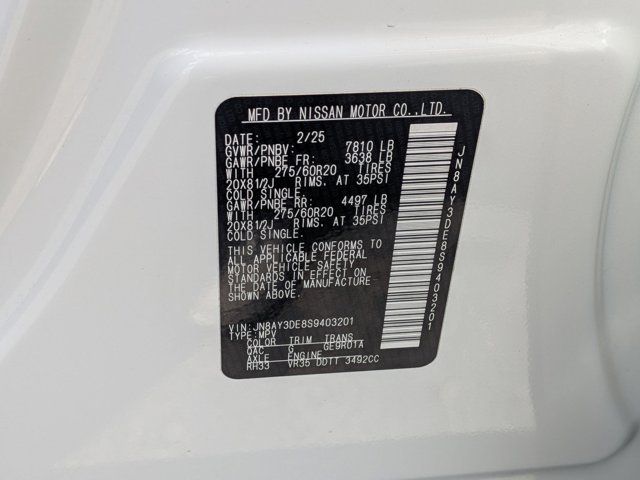 MFD BY NISSAN MOTOR CO.,LTD.
DATE: 2/25
GVWR/PNBV: 7810 LB
GAWR/PNBE FR: 3638 LB
WITH 275/60R20 TIRES
20X81/2J RIMS. AT 35PSI
COLD SINGLE.
GAWR/PNBE RR: 4497 LB
WITH 275/60R20 TIRES
20X81/2J RIMS. AT 35PSI
COLD SINGLE.
THIS VEHICLE CONFORMS TO
ALL APPLICABLE FEDERAL
MOTOR VEHICLE SAFETY
STANDARDS IN EFFECT ON
THE DATE OF MANUFACTURE
SHOWN ABOVE.
VIN: JN8AY3DE8S9403201
TYPE: MPV
COLOR TRIM TRANS
QAC G GE9R01A
AXLE ENGINE
RH33 VR35 DDTT 3492CC
JN8AY3DE8S9403201